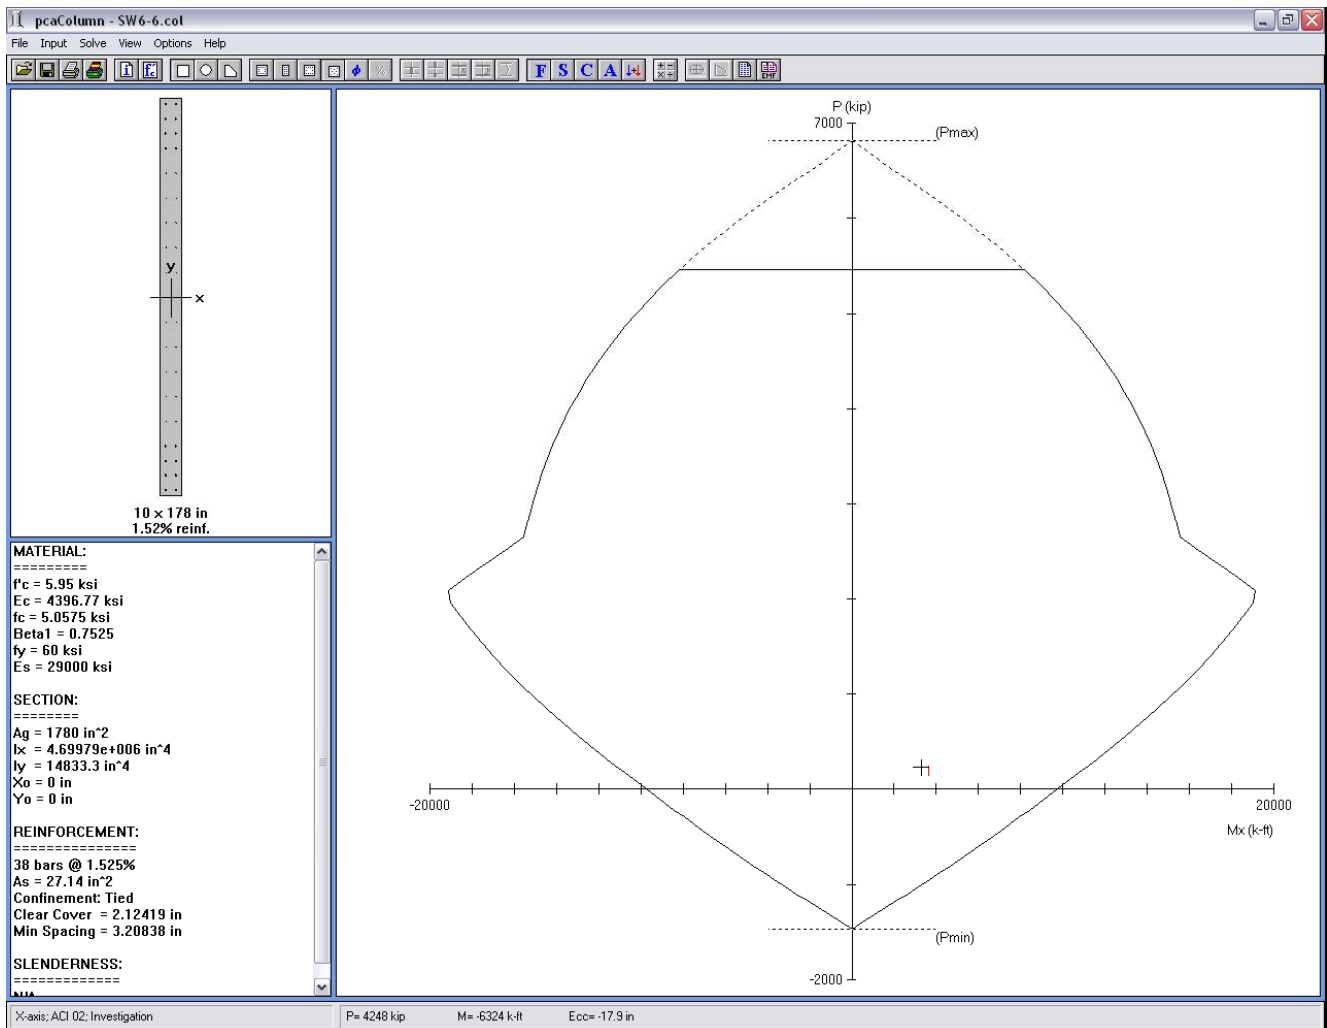 pcaColumn - SW6-6.col
File Input Solve View Options Help
y
x
10 x 178 in
1.52% reinf.
MATERIAL:
=========
f'c = 5.95 ksi
Ec = 4396.77 ksi
fc = 5.0575 ksi
Beta1 = 0.7525
fy = 60 ksi
Es = 29000 ksi
SECTION:
========
Ag = 1780 in^2
Ix = 4.69979e+006 in^4
Iy = 14833.3 in^4
Xo = 0 in
Yo = 0 in
REINFORCEMENT:
===============
38 bars @ 1.525%
As = 27.14 in^2
Confinement: Tied
Clear Cover = 2.12419 in
Min Spacing = 3.20838 in
SLENDERNESS:
=============
P (kip)
7000
(Pmax)
1
-20000
20000
Mx (k-ft)
(Pmin)
-2000
X-axis; ACI 02; Investigation
P= 4248 kip M= -6324 k-ft Ecc= -17.9 in